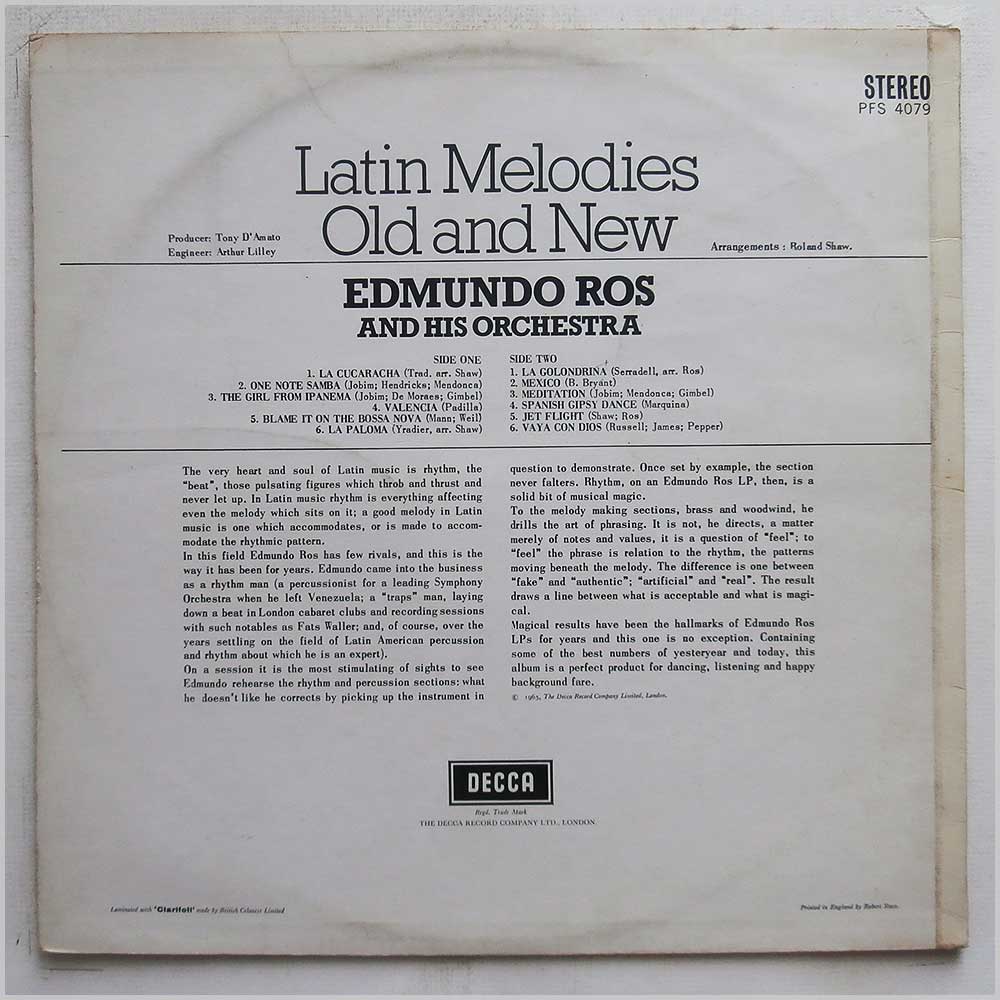 STEREO
PFS 4079
Latin Melodies
Old and New
Producer: Tony D'Amato
Engineer: Arthur Lilley
Arrangements : Roland Shaw.
EDMUNDO ROS
AND HIS ORCHESTRA
SIDE ONE
1. LA CUCARACHA (Trad. arr. Shaw)
2. ONE NOTE SAMBA (Jobim; Hendricks; Mendonca)
3. THE GIRL FROM IPANEMA (Jobim; De Moraes; Gimbel)
4. VALENCIA (Padilla)
5. BLAME IT ON THE BOSSA NOVA (Mann; Weil)
6. LA PALOMA (Yradier, arr. Shaw)
SIDE TWO
1. LA GOLONDRINA (Serradell, arr. Ros)
2. MEXICO (B. Bryant)
3. MEDITATION (Jobim; Mendonca; Gimbel)
4. SPANISH GIPSY DANCE (Marquina)
5. JET FLIGHT (Shaw; Ros)
6. VAYA CON DIOS (Russell; James; Pepper)
The very heart and soul of Latin music is rhythm, the
"beat", those pulsating figures which throb and thrust and
never let up. In Latin music rhythm is everything affecting
even the melody which sits on it; a good melody in Latin
music is one which accommodates, or is made to accom-
modate the rhythmic pattern.
In this field Edmundo Ros has few rivals, and this is the
way it has been for years. Edmundo came into the business
as a rhythm man (a percussionist for a leading Symphony
Orchestra when he left Venezuela; a "traps" man, laying
down a beat in London cabaret clubs and recording sessions
with such notables as Fats Waller; and, of course, over the
years settling on the field of Latin American percussion
and rhythm about which he is an expert).
On a session it is the most stimulating of sights to see
Edmundo rehearse the rhythm and percussion sections: what
he doesn't like he corrects by picking up the instrument in
question to demonstrate. Once set by example, the section
never falters. Rhythm, on an Edmundo Ros LP, then, is a
solid bit of musical magic.
To the melody making sections, brass and woodwind, he
drills the art of phrasing. It is not, he directs, a matter
merely of notes and values, it is a question of "feel"; to
"feel" the phrase is relation to the rhythm, the patterns
moving beneath the melody. The difference is one between
"fake" and "authentic"; "artificial" and "real". The result
draws a line between what is acceptable and what is magi-
cal.
Magical results have been the hallmarks of Edmundo Ros
LPs for years and this one is no exception. Containing
some of the best numbers of yesteryear and today, this
album is a perfect product for dancing, listening and happy
background fare.
© 1965, The Decca Record Company Limited, London.
DECCA
Regd. Trade Mark
THE DECCA RECORD COMPANY LTD., LONDON
Laminated with 'Clarifoil' made by British Celanese Limited
Printed in England by Robert Stace.